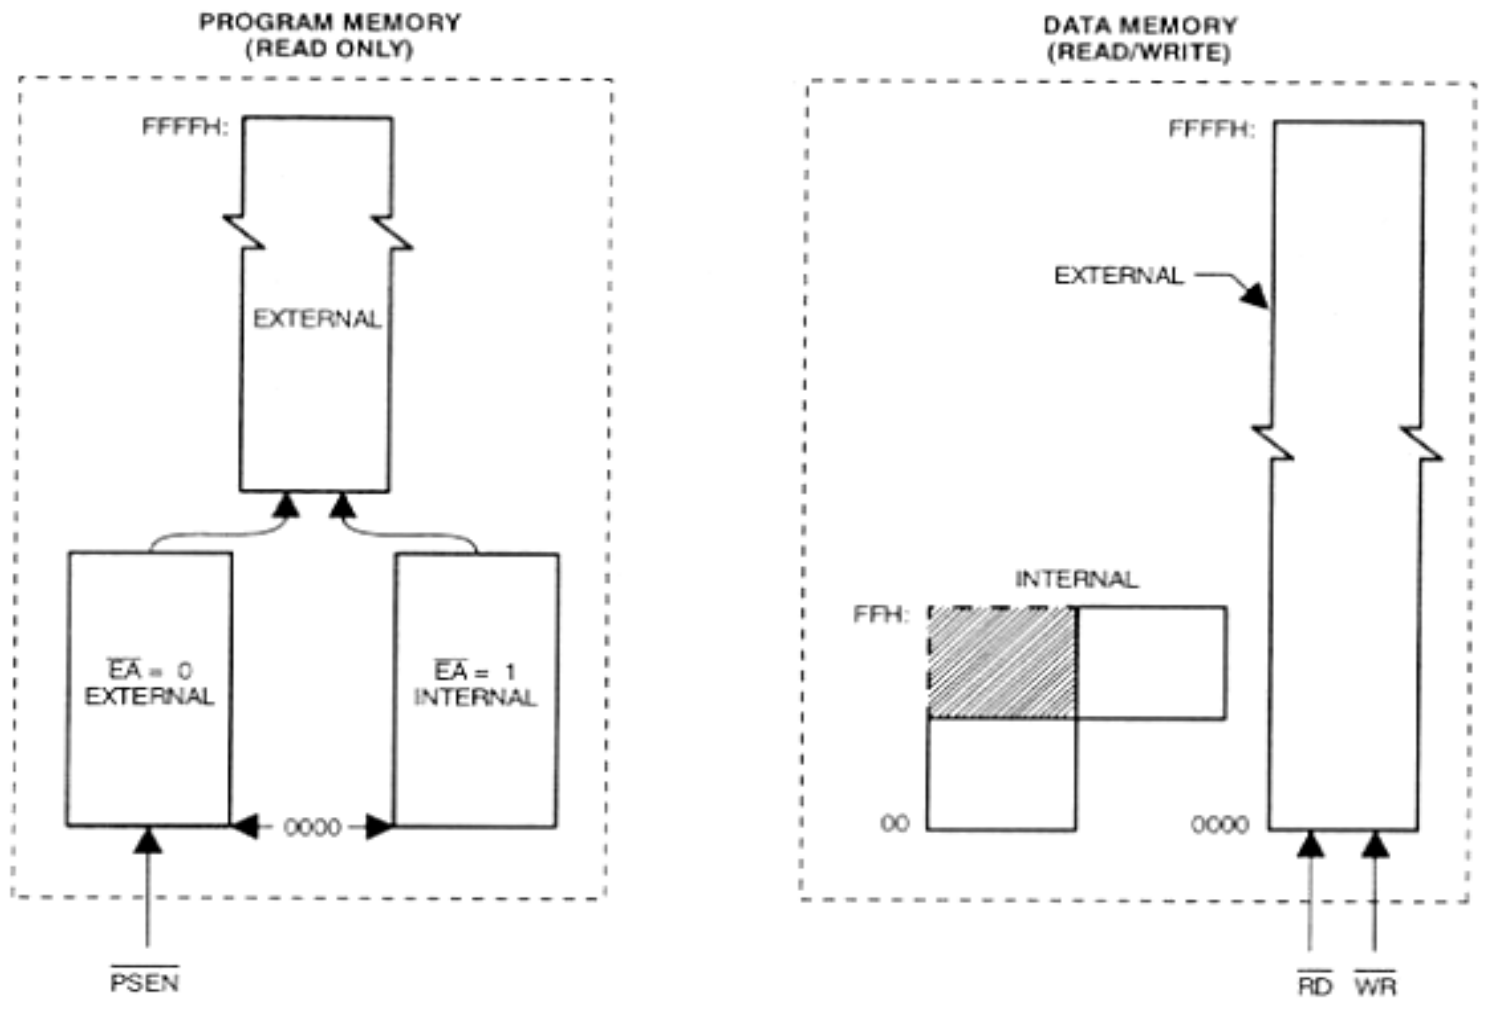 PROGRAM MEMORY
(READ ONLY)
FFFFH:
EXTERNAL
EA = 0
EXTERNAL
EA = 1
INTERNAL
0000
PSEN
DATA MEMORY
(READ/WRITE)
FFFFH:
EXTERNAL
INTERNAL
FFH:
00
0000
RD WR